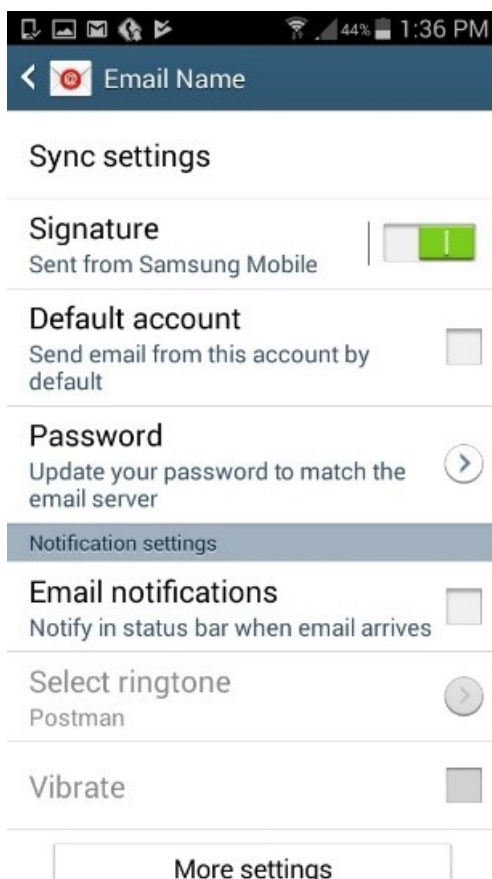 44% 1:36 PM
Email Name
Sync settings
Signature
Sent from Samsung Mobile
Default account
Send email from this account by
default
Password
Update your password to match the
email server
Notification settings
Email notifications
Notify in status bar when email arrives
Select ringtone
Postman
Vibrate
More settings